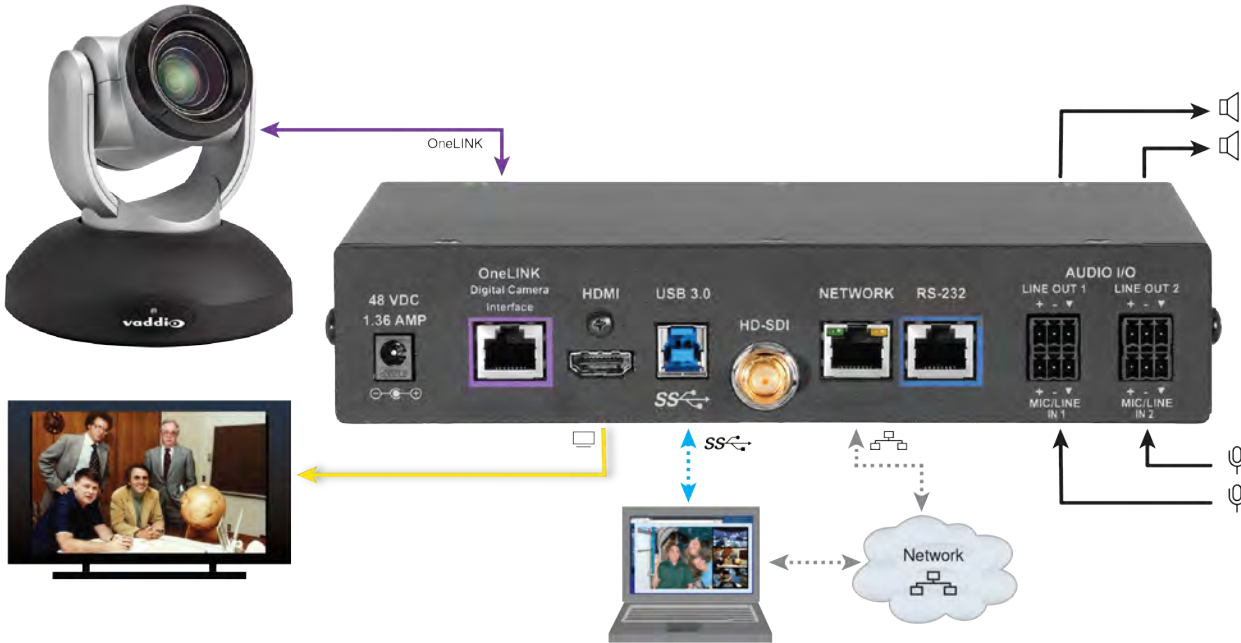 OneLINK
®
vaddio
48 VDC
1.36 AMP
OneLINK
Digital Camera
Interface
HDMI
USB 3.0
SS
HD-SDI
NETWORK
RS-232
AUDIO I/O
LINE OUT 1
LINE OUT 2
+ - ▼
+ - ▼
+ - ▼
+ - ▼
MIC/LINE
IN 1
MIC/LINE
IN 2
SS
Network